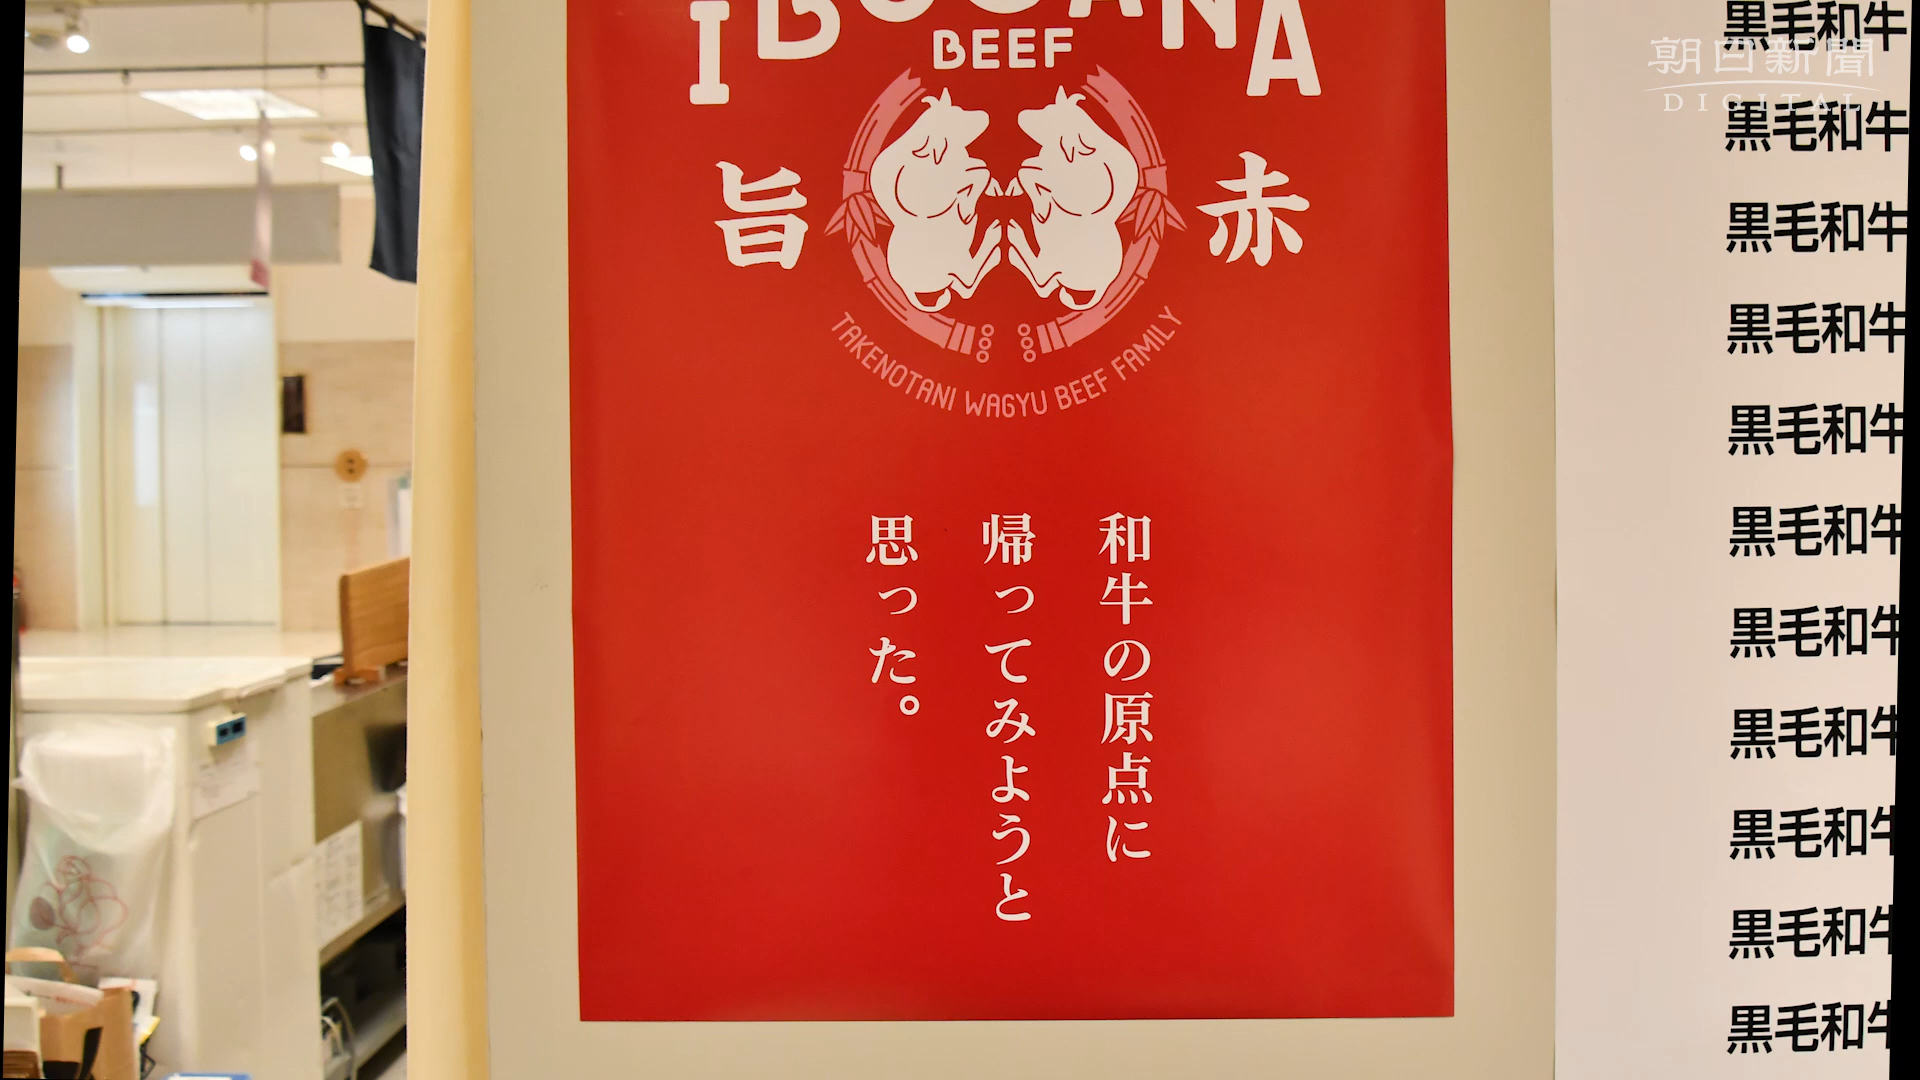 IBUSANA
BEEF
旨
赤
TAKENOTANI WAGYU BEEF FAMILY
和牛の原点に
帰ってみようと
思った。
朝日新聞
DIGITAL
黒毛和牛
黒毛和牛
黒毛和牛
黒毛和牛
黒毛和牛
黒毛和牛
黒毛和牛
黒毛和牛
黒毛和牛
黒毛和牛
黒毛和牛